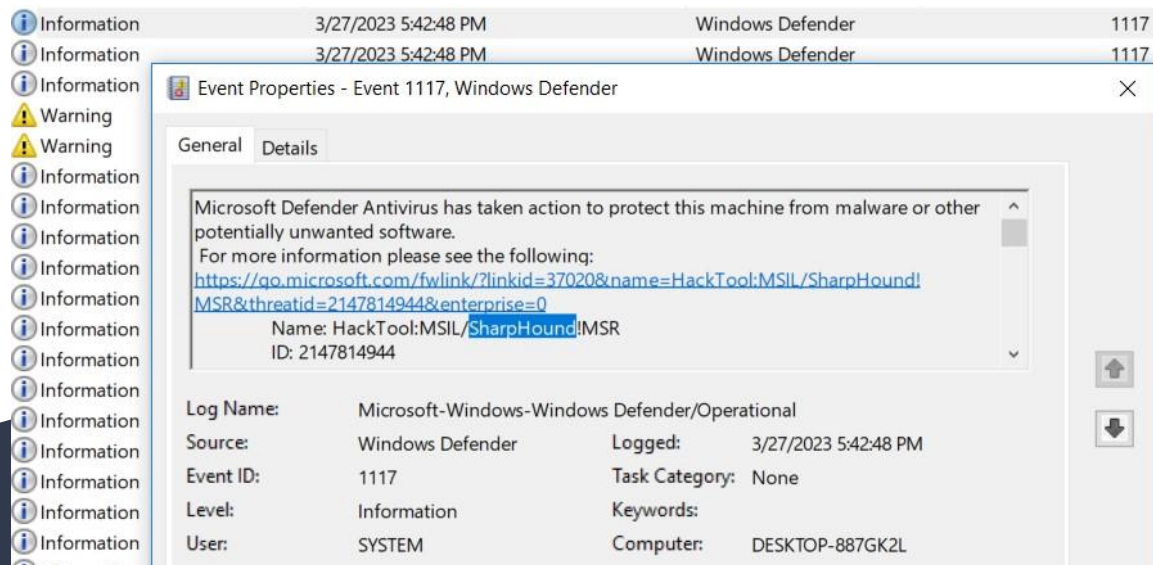 Information 3/27/2023 5:42:48 PM Windows Defender 1117
Information 3/27/2023 5:42:48 PM Windows Defender 1117
Information
Event Properties - Event 1117, Windows Defender
Warning
Warning
General Details
Information
Information
Microsoft Defender Antivirus has taken action to protect this machine from malware or other
potentially unwanted software.
Information
For more information please see the following:
Information
https://go.microsoft.com/fwlink/?linkid=37020&name=HackTool:MSIL/SharpHound!
MSR&threatid=2147814944&enterprise=0
Information
Name: HackTool:MSIL/SharpHound!MSR
Information
ID: 2147814944
Information
Information
Log Name: Microsoft-Windows-Windows Defender/Operational
Information
Source: Windows Defender Logged: 3/27/2023 5:42:48 PM
Information
Event ID: 1117 Task Category: None
Information
Level: Information Keywords:
Information
User: SYSTEM Computer: DESKTOP-887GK2L
Information